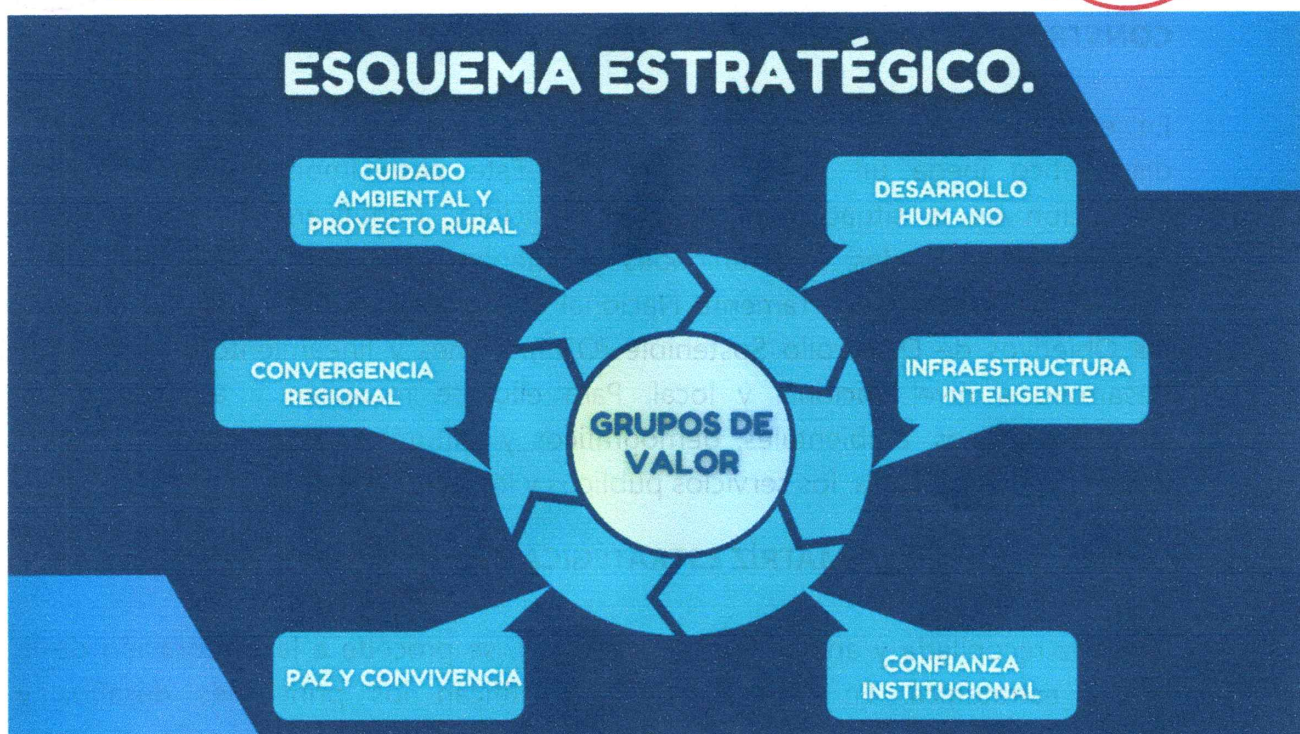 ESQUEMA ESTRATÉGICO.
CUIDADO
AMBIENTAL Y
PROYECTO RURAL
DESARROLLO
HUMANO
CONVERGENCIA
REGIONAL
INFRAESTRUCTURA
INTELIGENTE
GRUPOS DE
VALOR
PAZ Y CONVIVENCIA
CONFIANZA
INSTITUCIONAL